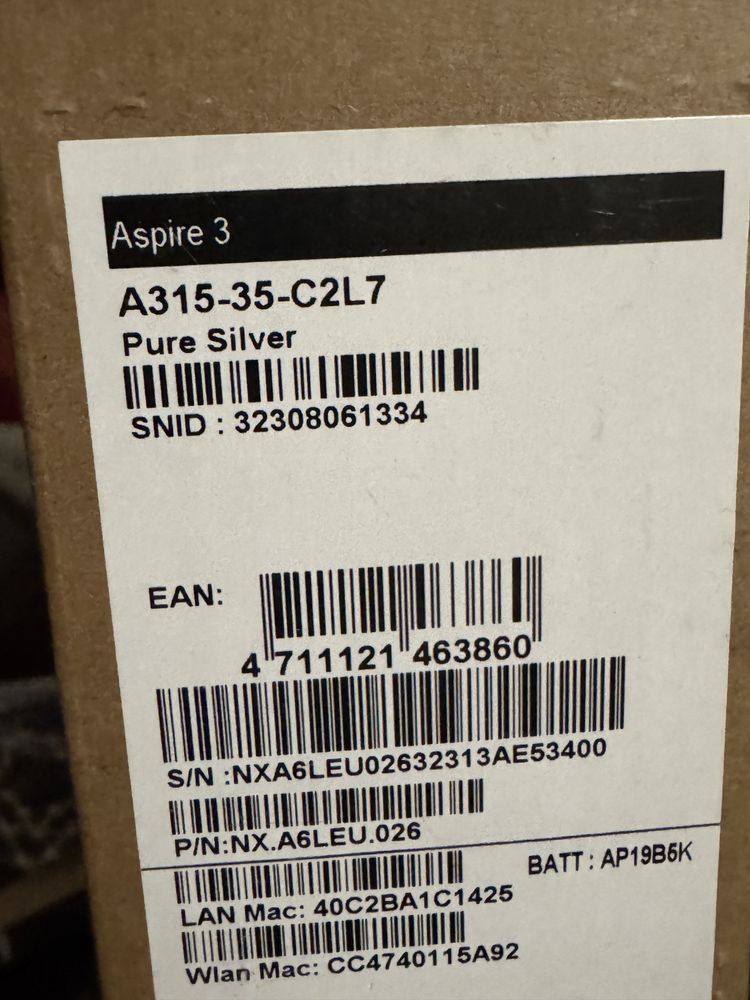 Aspire 3
A315-35-C2L7
Pure Silver
SNID : 32308061334
EAN:
4 711121 463860
S/N :NXA6LEU02632313AE53400
P/N:NX.A6LEU.026
BATT : AP19B5K
LAN Mac: 40C2BA1C1425
Wlan Mac: CC4740115A92